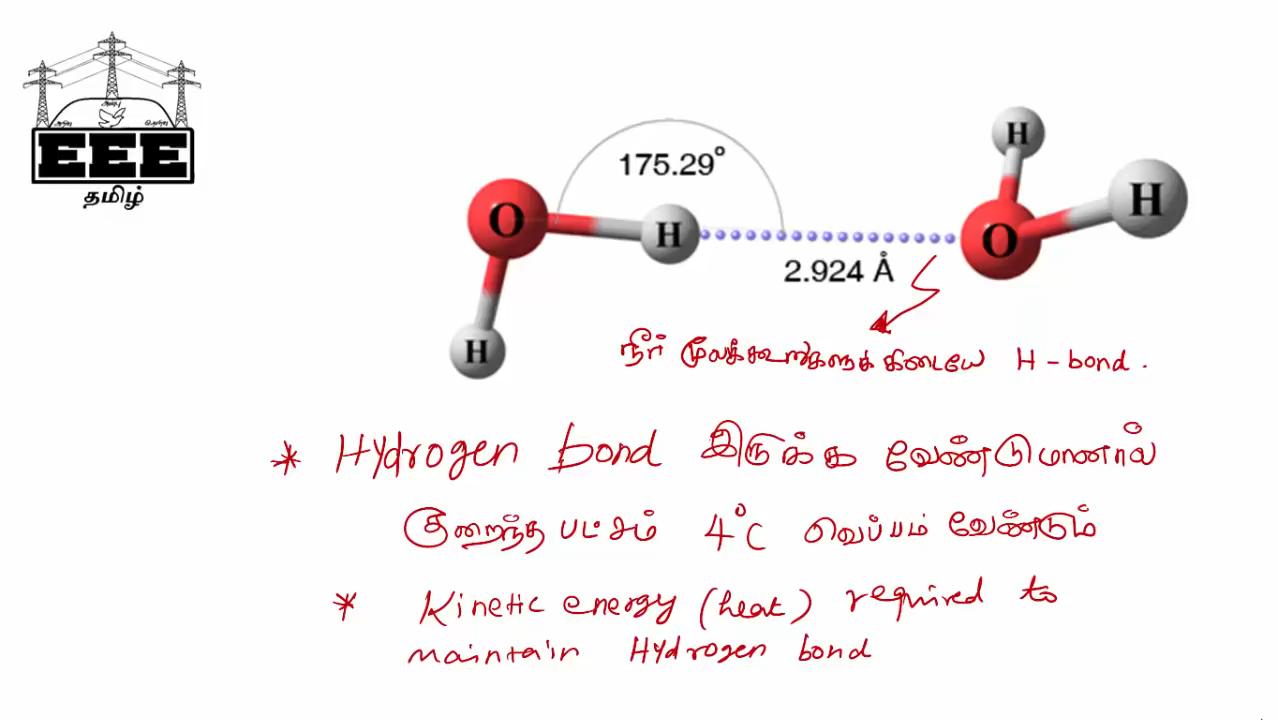 EEE
தமிழ்
175.29°
O
H
H
2.924 Å
H
H
O
நீர் மூலக்கூறுகளுக்கிடையே H-bond.
* Hydrogen bond இருக்க வேண்டுமானால்
குறைந்த பட்சம் 4°C வெப்பம் வேண்டும்
* Kinetic energy (heat) required to
maintain Hydrogen bond